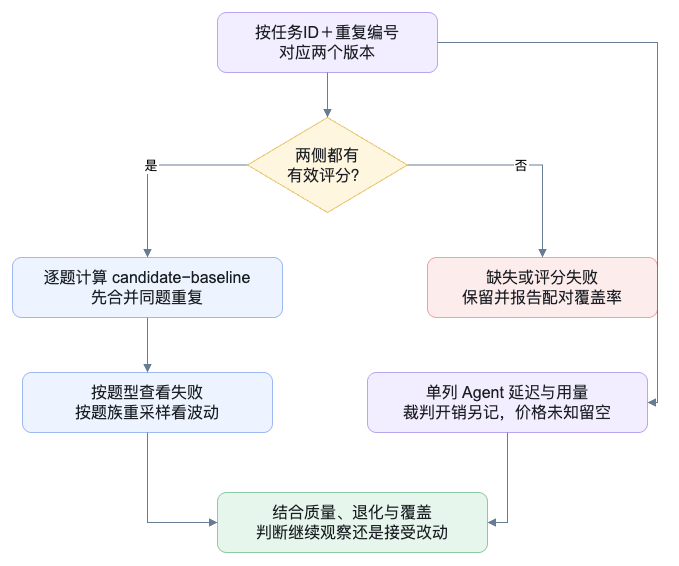 按任务ID＋重复编号
对应两个版本
两侧都有
有效评分?
是
否
逐题计算 candidate−baseline
先合并同题重复
缺失或评分失败
保留并报告配对覆盖率
按题型查看失败
按题族重采样看波动
单列 Agent 延迟与用量
裁判开销另记，价格未知留空
结合质量、退化与覆盖
判断继续观察还是接受改动